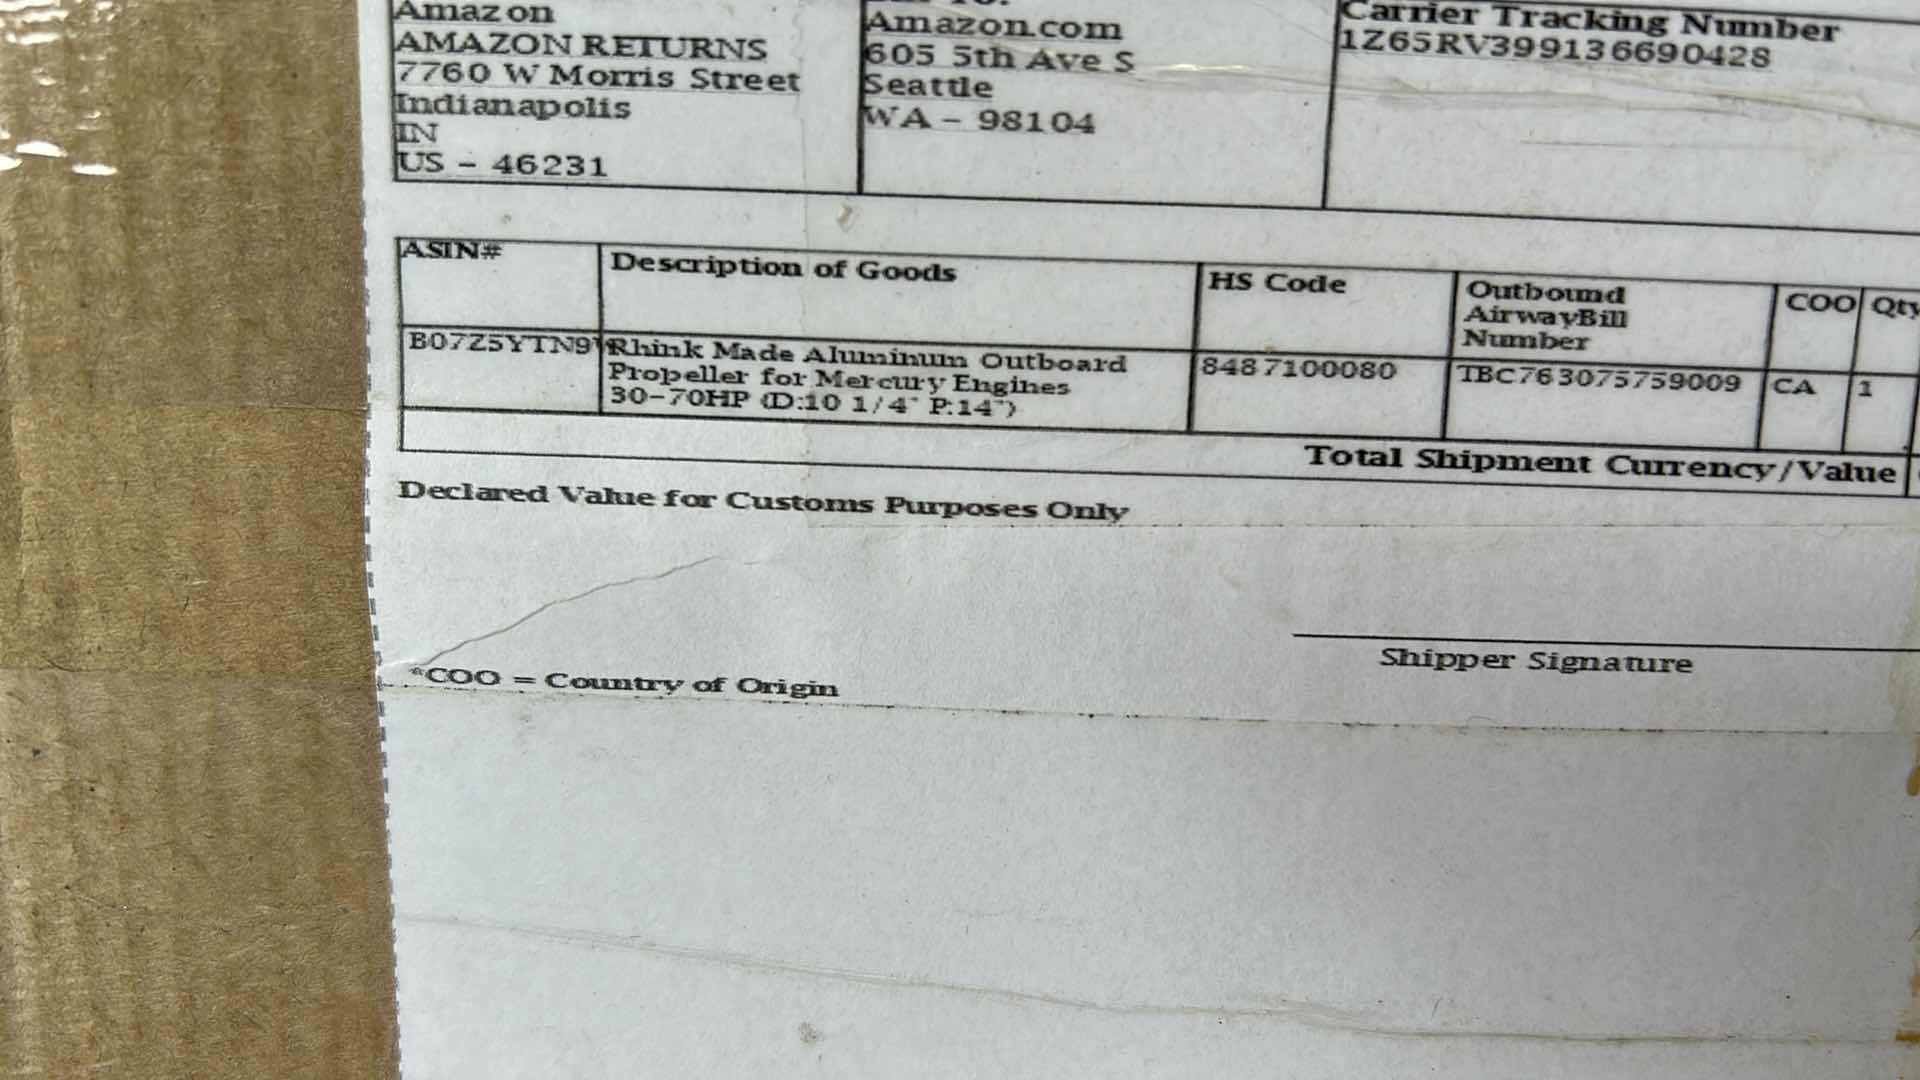 Amazon
AMAZON RETURNS
7760 W Morris Street
Indianapolis
IN
US - 46231
Amazon.com
605 5th Ave S
Seattle
WA - 98104
Carrier Tracking Number
1Z65RV399136690428
ASIN#
Description of Goods
HS Code
Outbound
AirwayBill
Number
COO
Qty
B07Z5YTN9
Rhink Made Aluminum Outboard
Propeller for Mercury Engines
30-70HP (D:10 1/4" P:14")
8487100080
TBC763075759009
CA
1
Total Shipment Currency/Value
Declared Value for Customs Purposes Only
Shipper Signature
*COO = Country of Origin